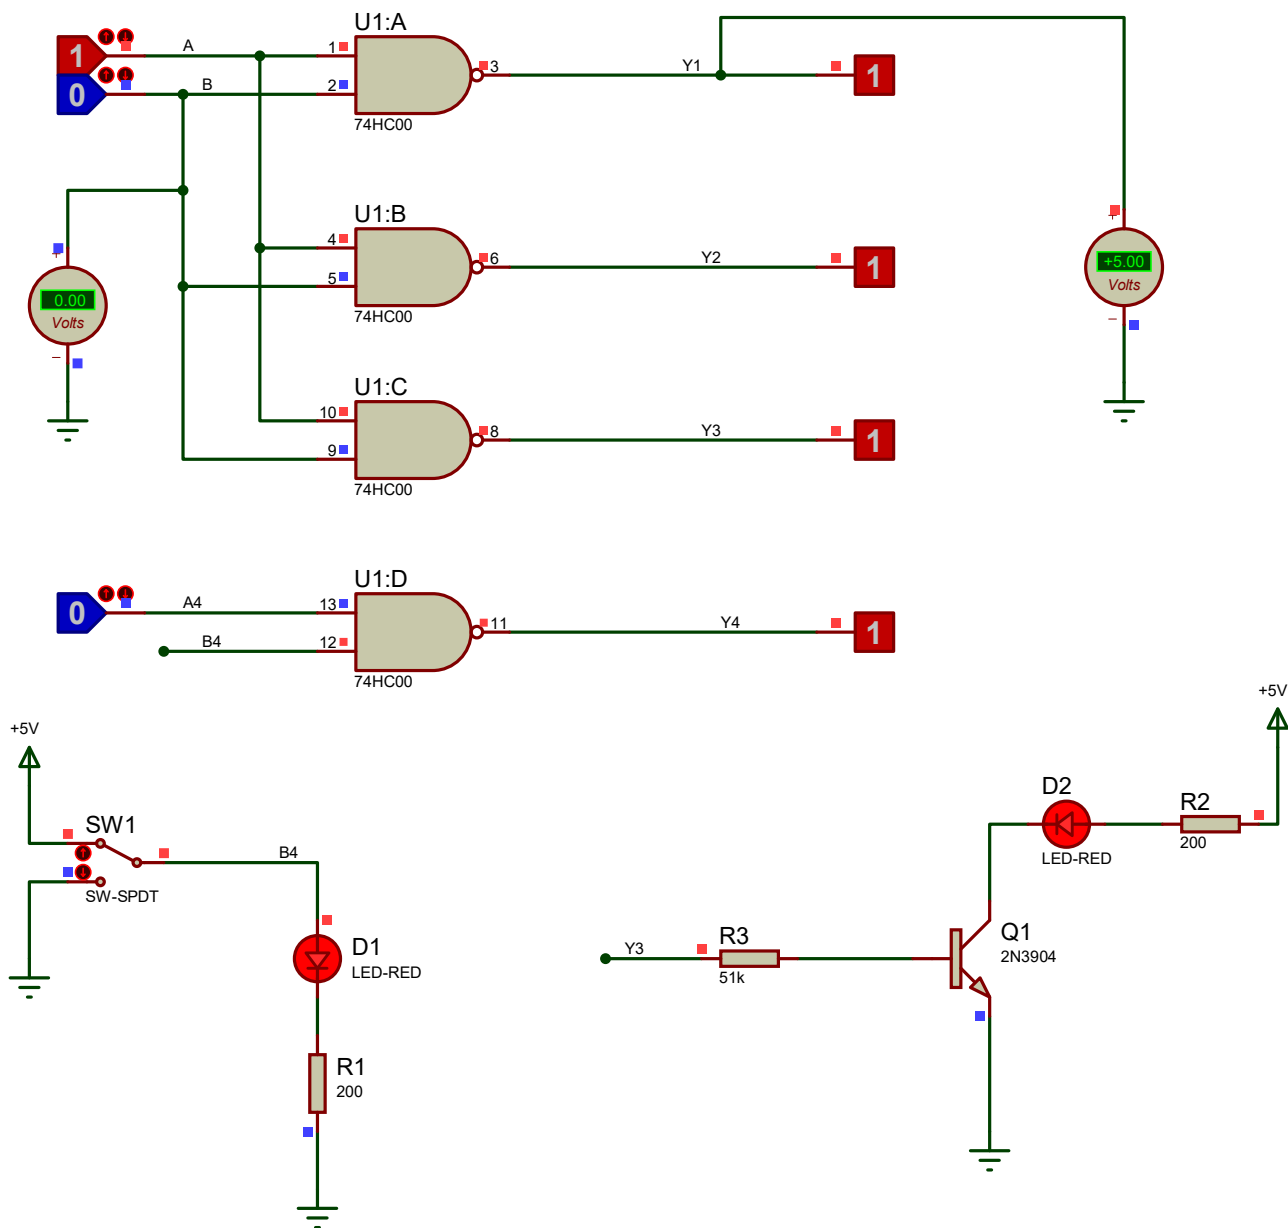 U1:A
1
A
1
3
Y1
1
0
B
2
74HC00
U1:B
4
6
Y2
1
5
74HC00
+
+5.00
Volts
−
+
0.00
Volts
−
U1:C
10
8
Y3
1
9
74HC00
U1:D
0
A4
13
11
Y4
1
B4
12
74HC00
+5V
+5V
SW1
B4
SW-SPDT
D2
LED-RED
R2
200
D1
LED-RED
Y3
R3
51k
Q1
2N3904
R1
200